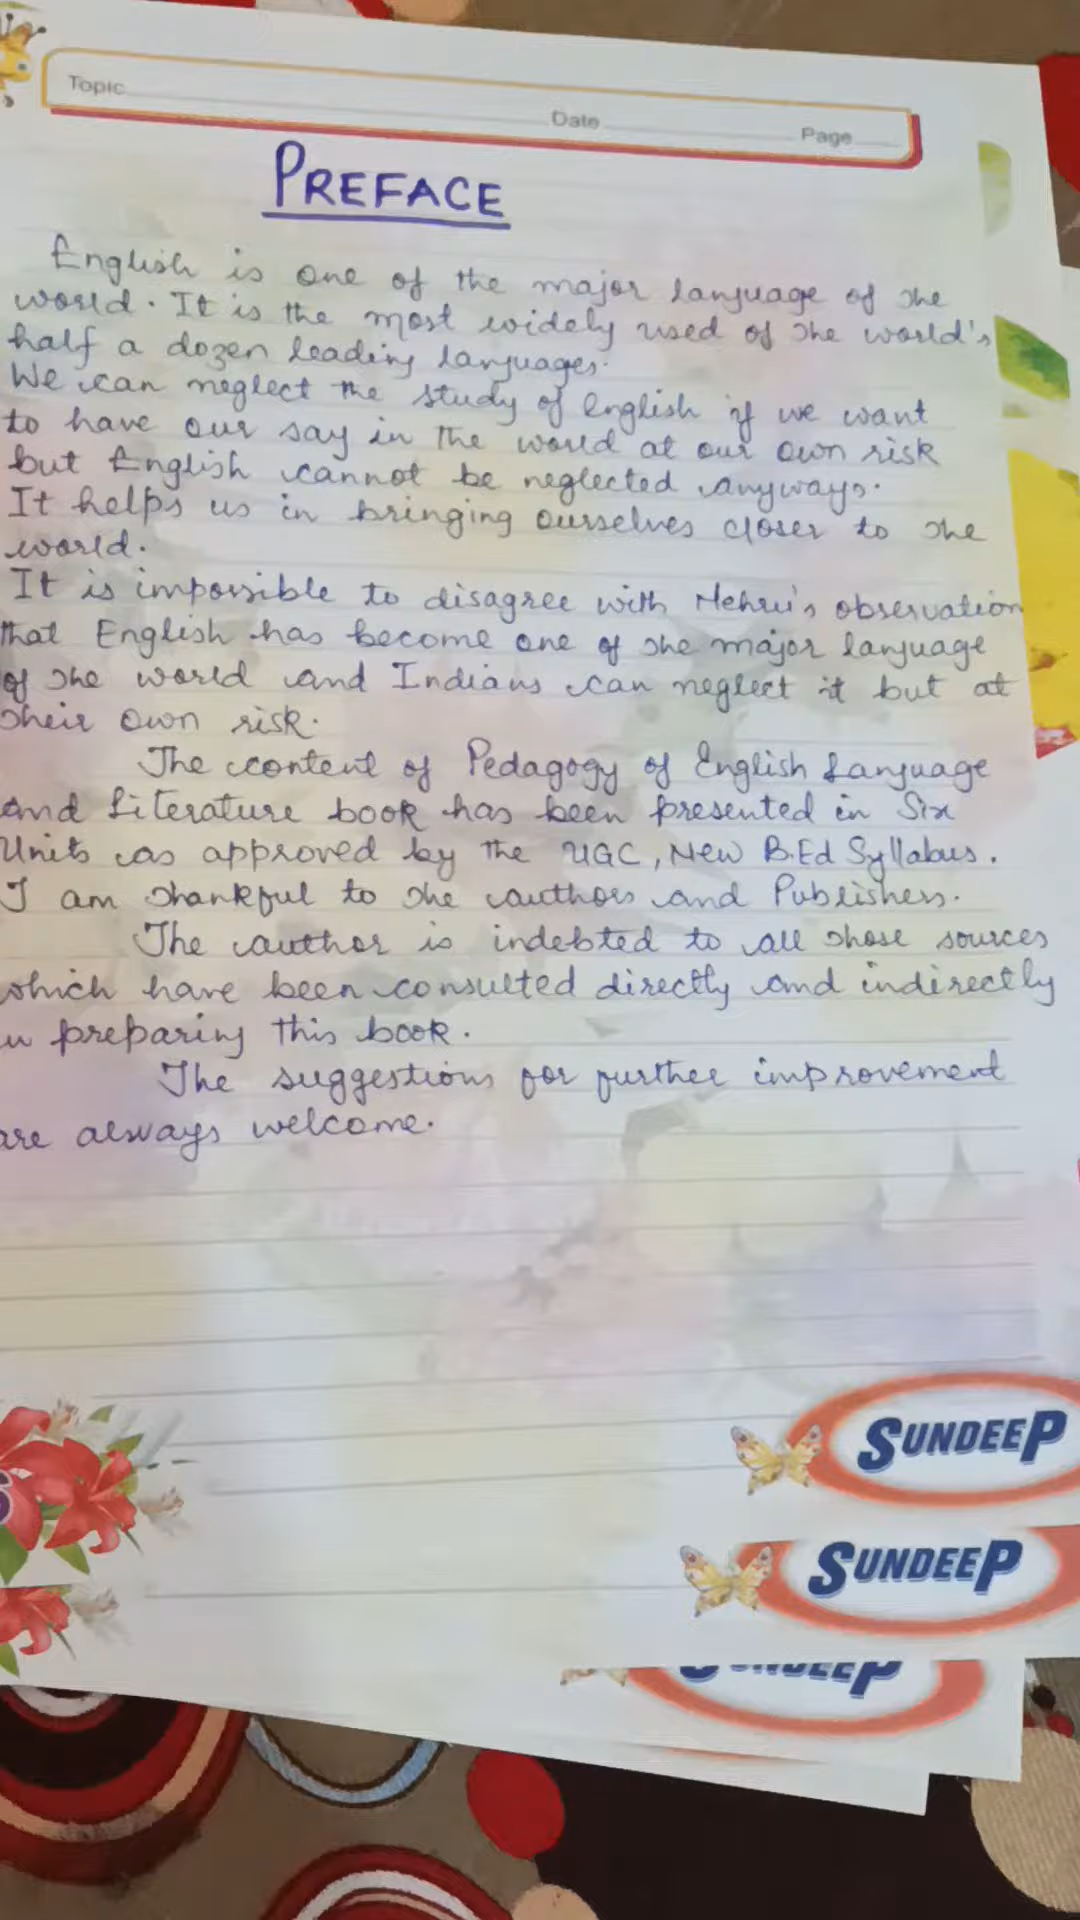 Topic
Date
Page
PREFACE
English is one of the major language of the
world. It is the most widely used of the world's
half a dozen leading languages.
We can neglect the study of English if we want
to have our say in the world at our own risk
but English cannot be neglected anyways.
It helps us in bringing ourselves closer to the
world.
It is impossible to disagree with Nehru's observation
that English has become one of the major language
of the world and Indians can neglect it but at
their own risk.
The content of Pedagogy of English Language
and Literature book has been presented in Six
Units as approved by the UGC, New B.Ed Syllabus.
I am thankful to the authors and Publishers.
The author is indebted to all those sources
which have been consulted directly and indirectly
in preparing this book.
The suggestions for further improvement
are always welcome.
SUNDEEP
SUNDEEP
SUNDEEP